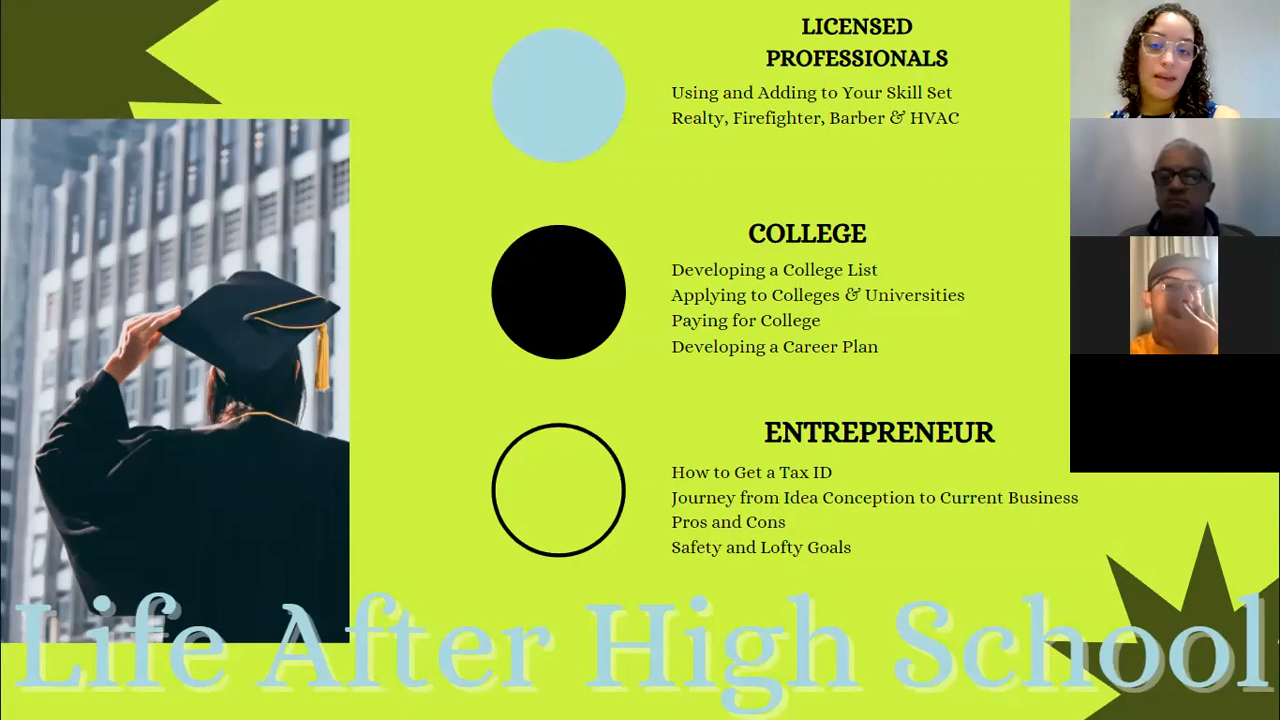 LICENSED
PROFESSIONALS
Using and Adding to Your Skill Set
Realty, Firefighter, Barber & HVAC
COLLEGE
Developing a College List
Applying to Colleges & Universities
Paying for College
Developing a Career Plan
ENTREPRENEUR
How to Get a Tax ID
Journey from Idea Conception to Current Business
Pros and Cons
Safety and Lofty Goals
Life After High School